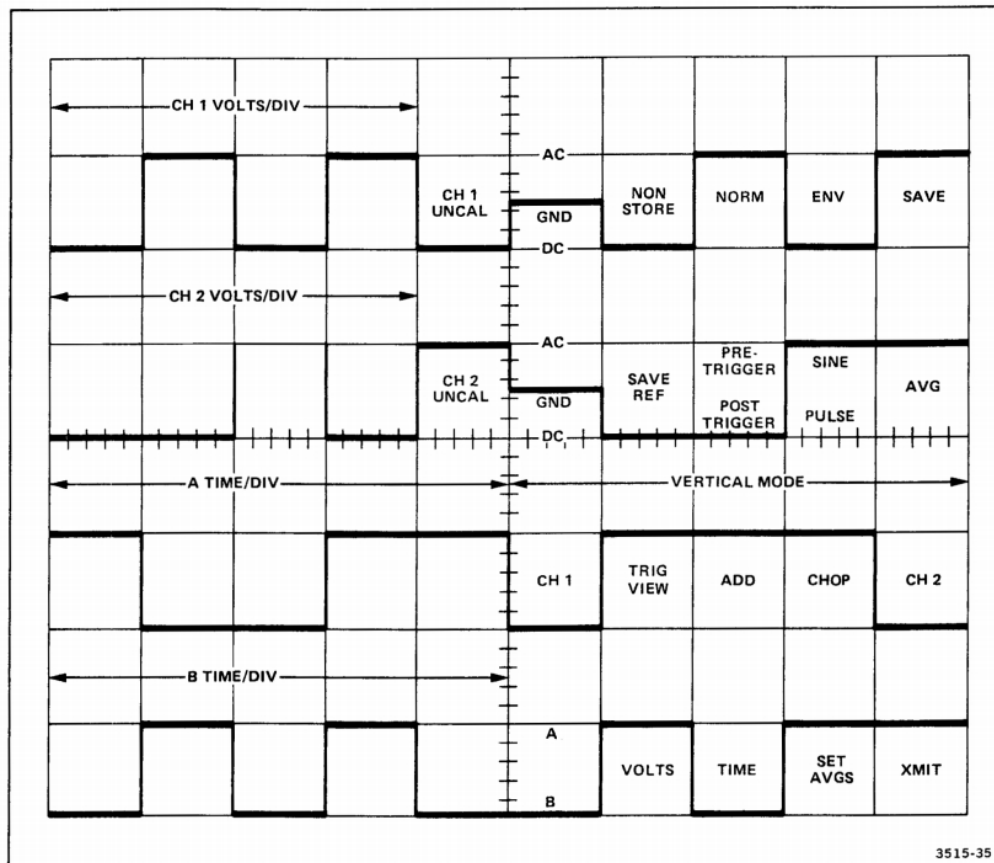 CH 1 VOLTS/DIV
AC
CH 1
UNCAL
GND
DC
NON
STORE
NORM
ENV
SAVE
CH 2 VOLTS/DIV
AC
CH 2
UNCAL
GND
DC
SAVE
REF
PRE-
TRIGGER
POST
TRIGGER
SINE
PULSE
AVG
A TIME/DIV
VERTICAL MODE
CH 1
TRIG
VIEW
ADD
CHOP
CH 2
B TIME/DIV
A
B
VOLTS
TIME
SET
AVGS
XMIT
3515-35